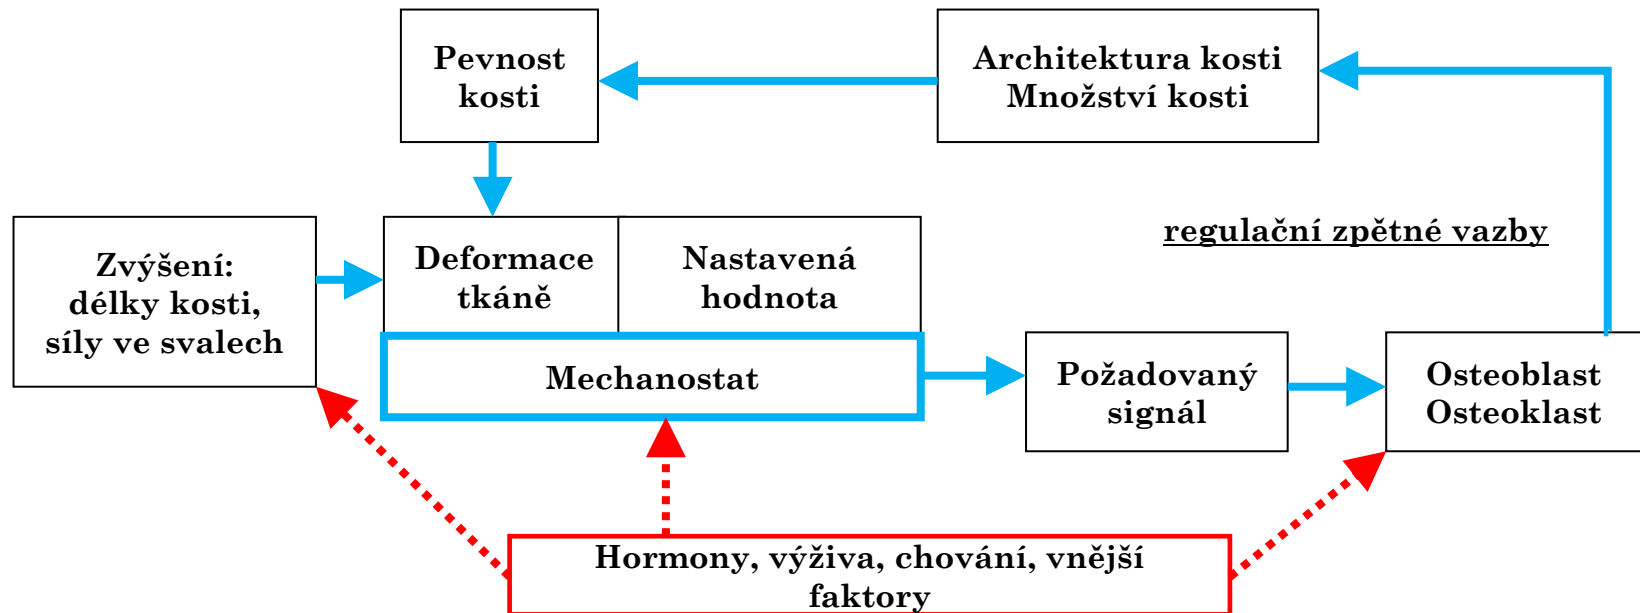 Pevnost
kosti
Architektura kosti
Množství kosti
regulační zpětné vazby
Zvýšení:
délky kosti,
síly ve svalech
Deformace
tkáně
Nastavená
hodnota
Mechanostat
Požadovaný
signál
Osteoblast
Osteoklast
Hormony, výživa, chování, vnější
faktory